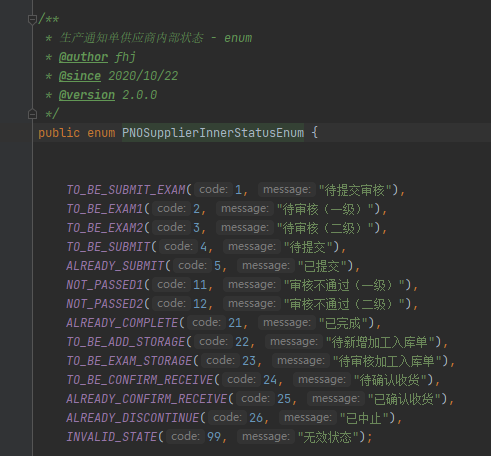 /**
* 生产通知单供应商内部状态 - enum
* @author fhj
* @since 2020/10/22
* @version 2.0.0
*/
public enum PNOSupplierInnerStatusEnum {
TO_BE_SUBMIT_EXAM( code: 1, message: "待提交审核"),
TO_BE_EXAM1( code: 2, message: "待审核（一级）"),
TO_BE_EXAM2( code: 3, message: "待审核（二级）"),
TO_BE_SUBMIT( code: 4, message: "待提交"),
ALREADY_SUBMIT( code: 5, message: "已提交"),
NOT_PASSED1( code: 11, message: "审核不通过（一级）"),
NOT_PASSED2( code: 12, message: "审核不通过（二级）"),
ALREADY_COMPLETE( code: 21, message: "已完成"),
TO_BE_ADD_STORAGE( code: 22, message: "待新增加工入库单"),
TO_BE_EXAM_STORAGE( code: 23, message: "待审核加工入库单"),
TO_BE_CONFIRM_RECEIVE( code: 24, message: "待确认收货"),
ALREADY_CONFIRM_RECEIVE( code: 25, message: "已确认收货"),
ALREADY_DISCONTINUE( code: 26, message: "已中止"),
INVALID_STATE( code: 99, message: "无效状态");